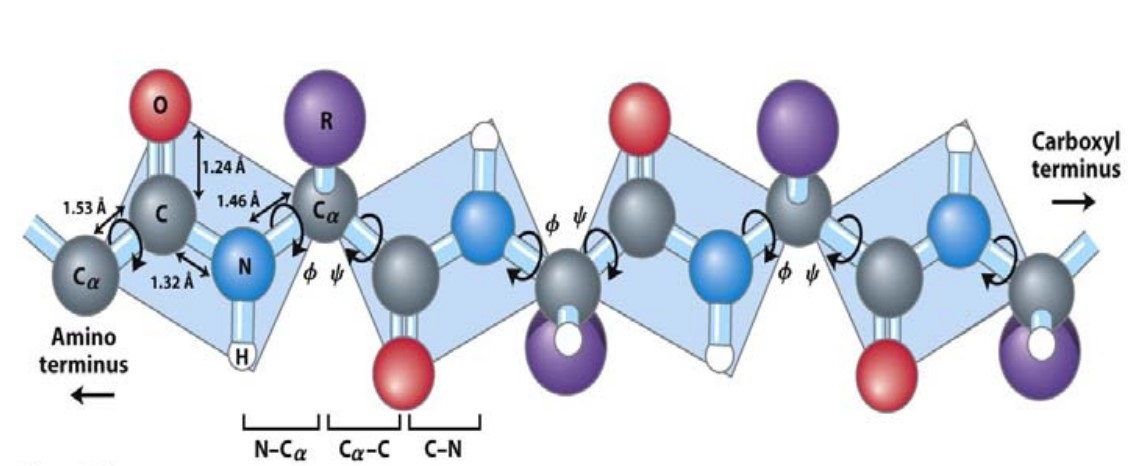 O
R
Carboxyl
terminus
1.24 Å
1.53 Å
1.46 Å
C
Cα
ϕ ψ
N
ϕ ψ
ϕ ψ
Cα
1.32 Å
Amino
terminus
H
N–Cα
Cα–C
C–N